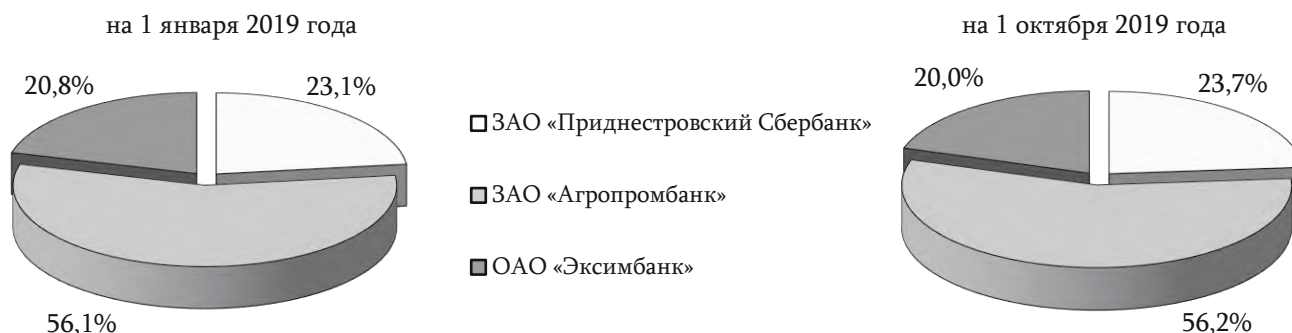 на 1 января 2019 года
20,8%
23,1%
56,1%
ЗАО «Приднестровский Сбербанк»
ЗАО «Агропромбанк»
ОАО «Эксимбанк»
на 1 октября 2019 года
20,0%
23,7%
56,2%